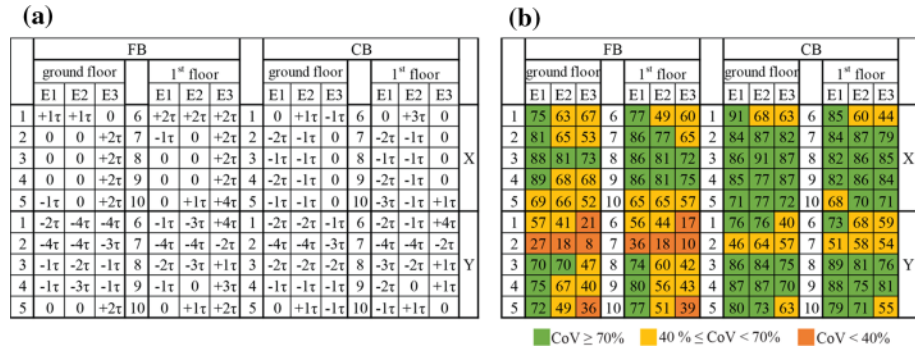 (a)
(b)
FB CB
ground floor 1st floor ground floor 1st floor
E1 E2 E3 E1 E2 E3 E1 E2 E3 E1 E2 E3
1 +1τ +1τ 0 6 +2τ +2τ +2τ 1 0 +1τ -1τ 6 0 +3τ 0
2 0 0 +2τ 7 -1τ 0 +2τ 2 -2τ -1τ 0 7 -2τ -1τ 0
3 0 0 +2τ 8 0 0 +2τ 3 -1τ -1τ 0 8 -1τ -1τ 0
4 0 0 +2τ 9 0 0 +2τ 4 -2τ -1τ 0 9 -2τ -1τ 0
5 -1τ 0 +2τ 10 0 +1τ +4τ 5 -1τ -1τ 0 10 -3τ -1τ +1τ
X
1 -2τ -4τ -4τ 6 -1τ -3τ +4τ 1 -2τ -2τ -1τ 6 -2τ -1τ +4τ
2 -4τ -4τ -3τ 7 -4τ -4τ -2τ 2 -4τ -2τ -3τ 7 -4τ -4τ -2τ
3 -1τ -2τ -1τ 8 -2τ -3τ +1τ 3 -2τ -2τ -2τ 8 -3τ -2τ +1τ
4 -1τ -3τ -1τ 9 -1τ 0 +3τ 4 -1τ -1τ -1τ 9 -2τ 0 +1τ
5 0 0 +2τ 10 0 +1τ +2τ 5 0 +1τ -1τ 10 -1τ -1τ 0
Y
FB CB
ground floor 1st floor ground floor 1st floor
E1 E2 E3 E1 E2 E3 E1 E2 E3 E1 E2 E3
1 75 63 67 6 77 49 60 1 91 68 63 6 85 60 44
2 81 65 53 7 86 77 65 2 84 87 82 7 84 87 79
3 88 81 73 8 86 81 72 3 86 91 87 8 82 86 85
4 89 68 68 9 86 81 75 4 85 77 87 9 82 86 84
5 69 66 52 10 65 65 57 5 71 77 72 10 68 70 71
X
1 57 41 21 6 56 44 17 1 76 76 40 6 73 68 59
2 27 18 8 7 36 18 10 2 46 64 57 7 51 58 54
3 70 70 47 8 74 60 42 3 86 84 75 8 89 81 76
4 75 67 40 9 80 56 43 4 87 87 70 9 88 75 81
5 72 49 36 10 77 51 39 5 80 73 63 10 79 71 55
Y
CoV ≥ 70% 40 % ≤ CoV < 70% CoV < 40%